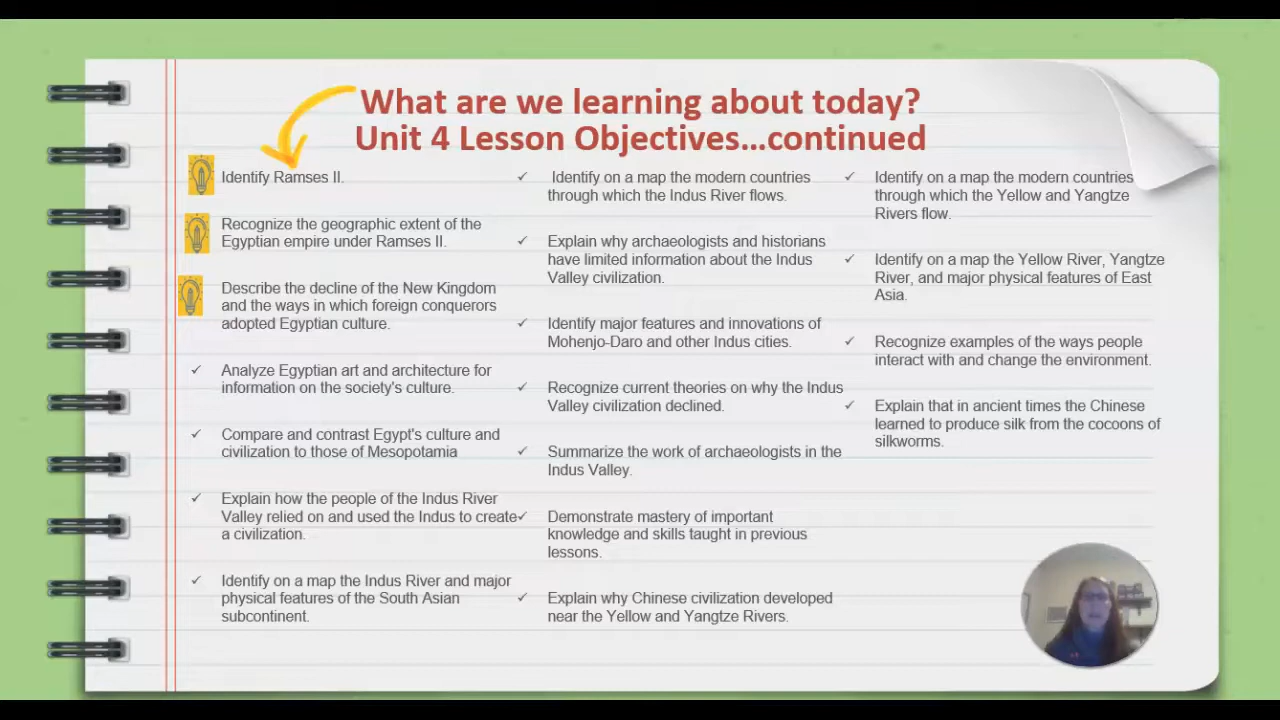 What are we learning about today?
Unit 4 Lesson Objectives...continued
Identify Ramses II.
Recognize the geographic extent of the
Egyptian empire under Ramses II.
Describe the decline of the New Kingdom
and the ways in which foreign conquerors
adopted Egyptian culture.
Analyze Egyptian art and architecture for
information on the society's culture.
Compare and contrast Egypt's culture and
civilization to those of Mesopotamia
Explain how the people of the Indus River
Valley relied on and used the Indus to create
a civilization.
Identify on a map the Indus River and major
physical features of the South Asian
subcontinent.
Identify on a map the modern countries
through which the Indus River flows.
Explain why archaeologists and historians
have limited information about the Indus
Valley civilization.
Identify major features and innovations of
Mohenjo-Daro and other Indus cities.
Recognize current theories on why the Indus
Valley civilization declined.
Summarize the work of archaeologists in the
Indus Valley.
Demonstrate mastery of important
knowledge and skills taught in previous
lessons.
Explain why Chinese civilization developed
near the Yellow and Yangtze Rivers.
Identify on a map the modern countries
through which the Yellow and Yangtze
Rivers flow.
Identify on a map the Yellow River, Yangtze
River, and major physical features of East
Asia.
Recognize examples of the ways people
interact with and change the environment.
Explain that in ancient times the Chinese
learned to produce silk from the cocoons of
silkworms.